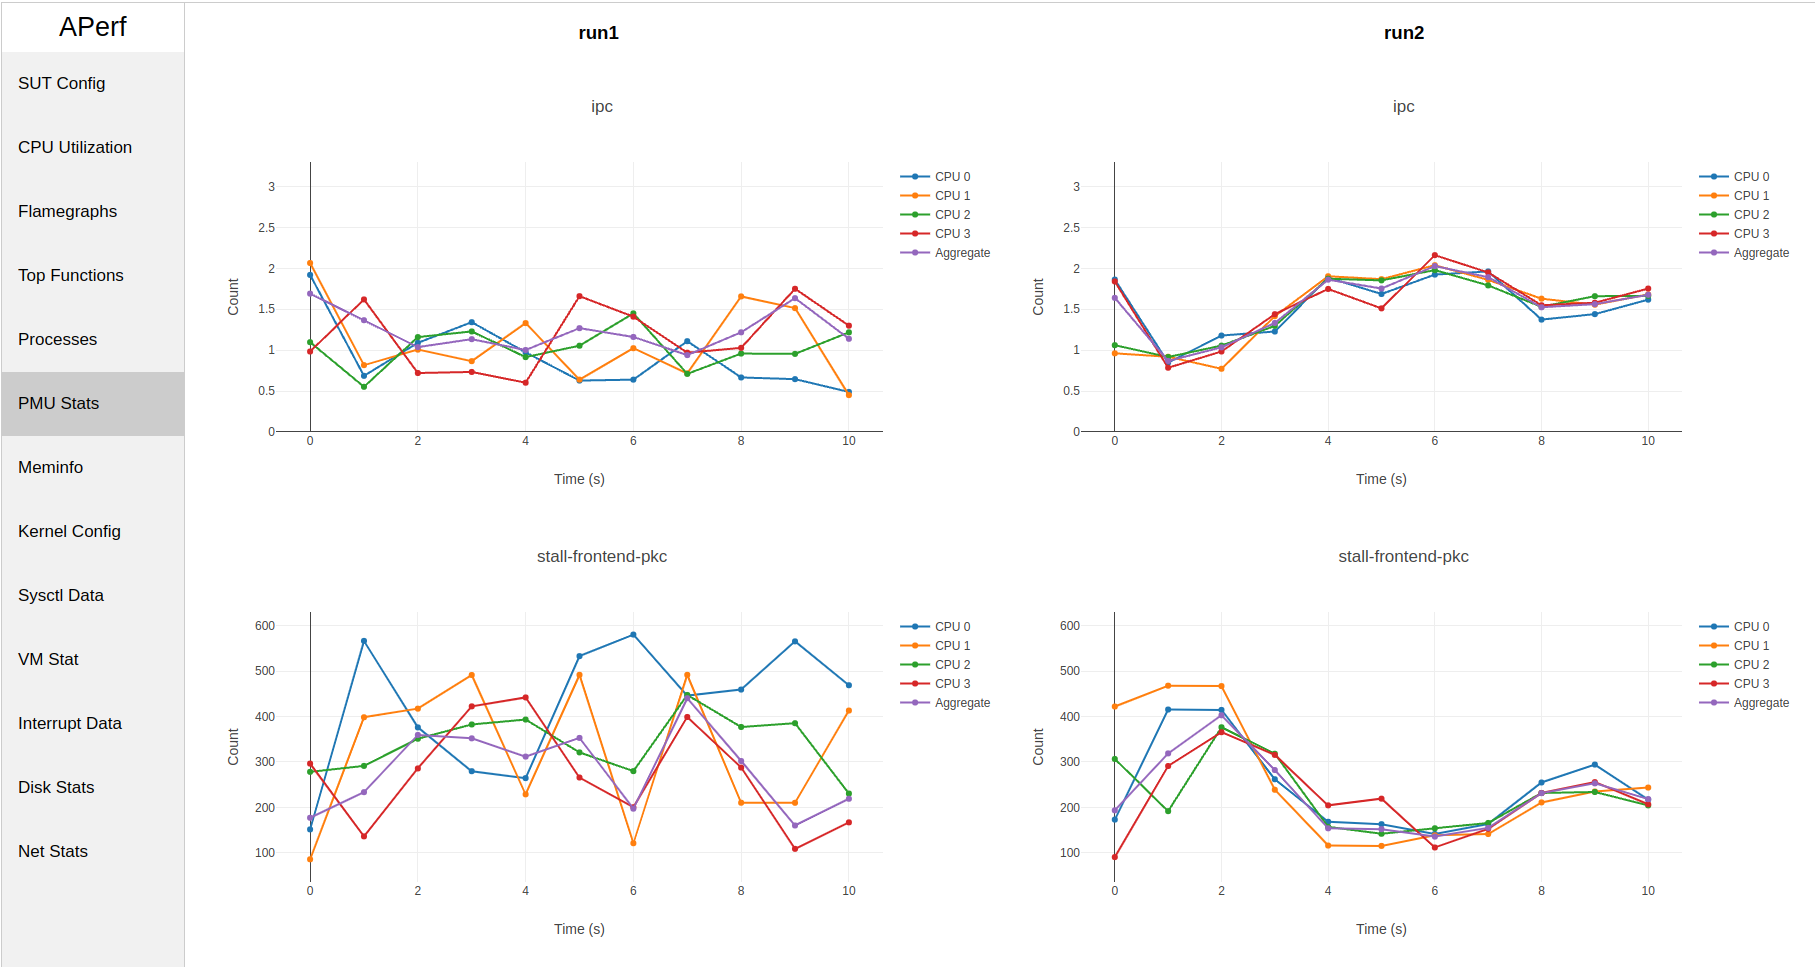 APerf
SUT Config
CPU Utilization
Flamegraphs
Top Functions
Processes
PMU Stats
Meminfo
Kernel Config
Sysctl Data
VM Stat
Interrupt Data
Disk Stats
Net Stats
run1
ipc
Count
3
2.5
2
1.5
1
0.5
0
0 2 4 6 8 10
Time (s)
CPU 0
CPU 1
CPU 2
CPU 3
Aggregate
stall-frontend-pkc
Count
600
500
400
300
200
100
0 2 4 6 8 10
Time (s)
CPU 0
CPU 1
CPU 2
CPU 3
Aggregate
run2
ipc
Count
3
2.5
2
1.5
1
0.5
0
0 2 4 6 8 10
Time (s)
CPU 0
CPU 1
CPU 2
CPU 3
Aggregate
stall-frontend-pkc
Count
600
500
400
300
200
100
0 2 4 6 8 10
Time (s)
CPU 0
CPU 1
CPU 2
CPU 3
Aggregate